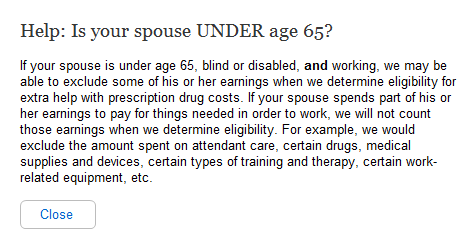 Help: Is your spouse UNDER age 65?
If your spouse is under age 65, blind or disabled, and working, we may be
able to exclude some of his or her earnings when we determine eligibility for
extra help with prescription drug costs. If your spouse spends part of his or
her earnings to pay for things needed in order to work, we will not count
those earnings when we determine eligibility. For example, we would
exclude the amount spent on attendant care, certain drugs, medical
supplies and devices, certain types of training and therapy, certain work-
related equipment, etc.
Close